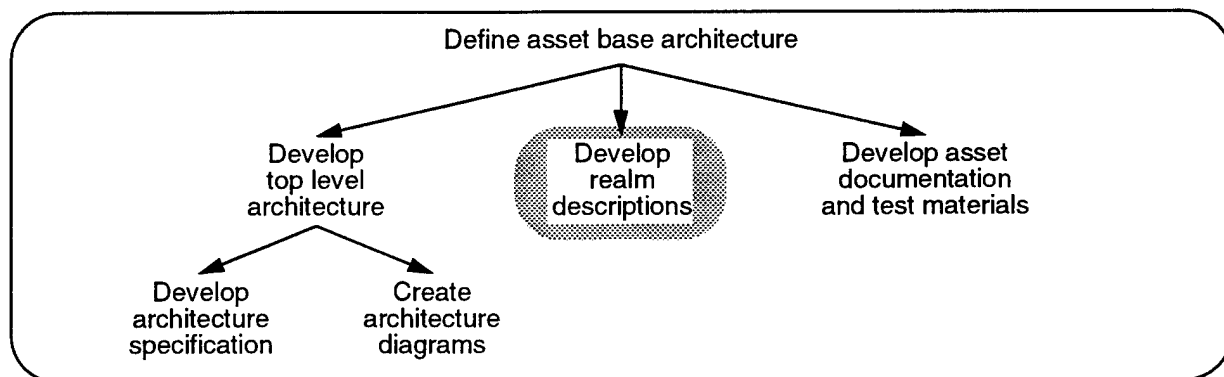 Define asset base architecture
Develop
top level
architecture
Develop
realm
descriptions
Develop asset
documentation
and test materials
Develop
architecture
specification
Create
architecture
diagrams